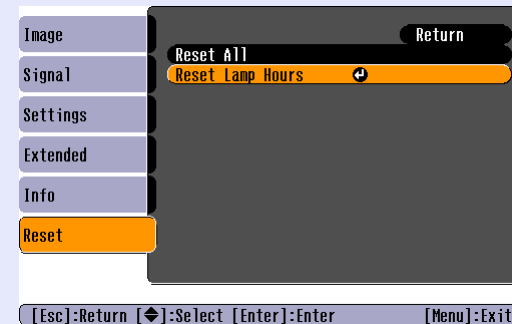 Image
Signal
Settings
Extended
Info
Reset
Return
Reset All
Reset Lamp Hours
[Esc]:Return [◆]:Select [Enter]:Enter [Menu]:Exit